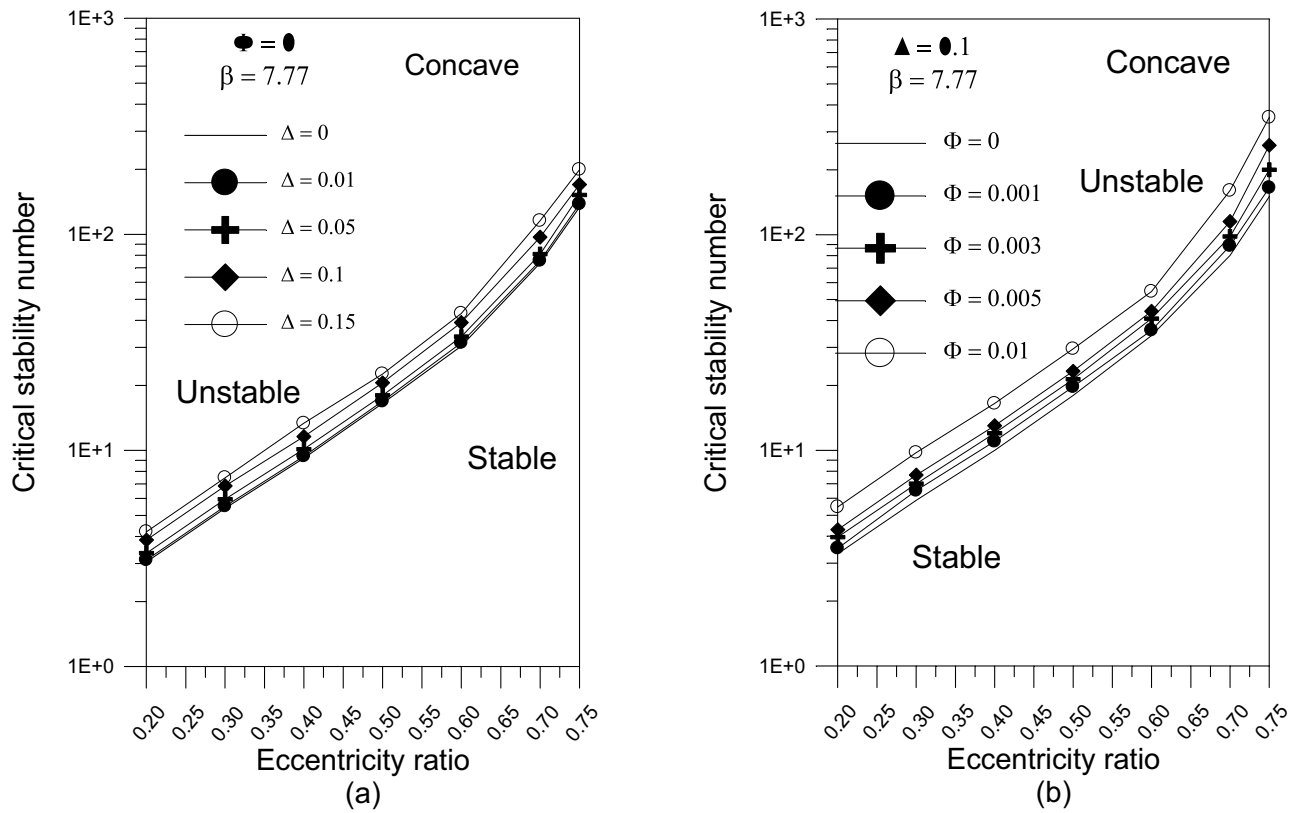 1E+3
Φ = 0
β = 7.77
Concave
Δ = 0
Δ = 0.01
Δ = 0.05
Δ = 0.1
Δ = 0.15
1E+2
Unstable
Stable
1E+1
1E+0
Critical stability number
0.20 0.25 0.30 0.35 0.40 0.45 0.50 0.55 0.60 0.65 0.70 0.75
Eccentricity ratio
(a)
1E+3
Δ = 0.1
β = 7.77
Concave
Φ = 0
Φ = 0.001
Φ = 0.003
Φ = 0.005
Φ = 0.01
Unstable
1E+2
1E+1
Stable
1E+0
Critical stability number
0.20 0.25 0.30 0.35 0.40 0.45 0.50 0.55 0.60 0.65 0.70 0.75
Eccentricity ratio
(b)